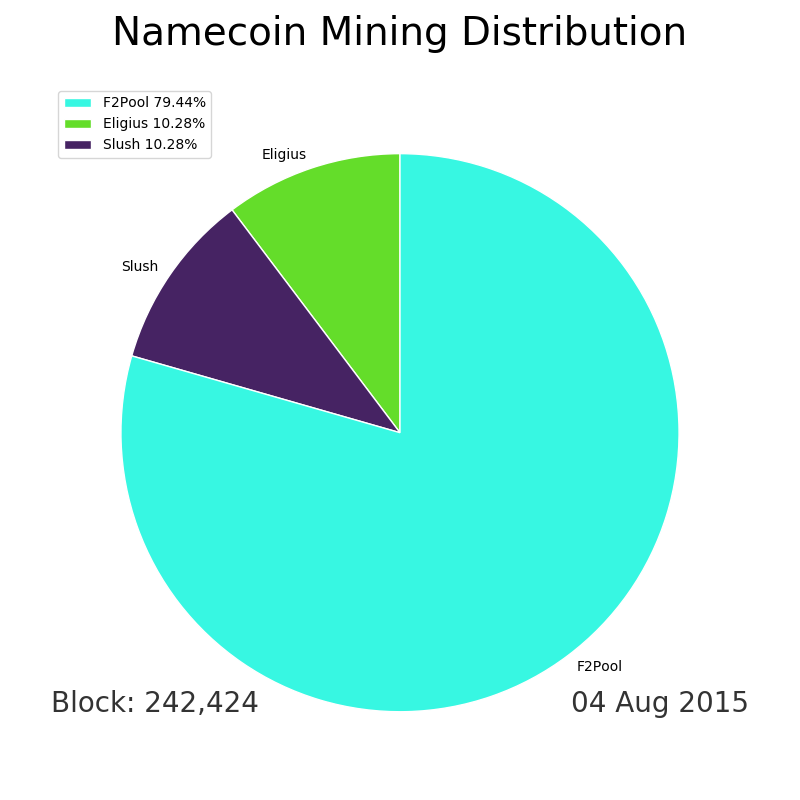 Namecoin Mining Distribution
F2Pool 79.44%
Eligius 10.28%
Slush 10.28%
Eligius
Slush
F2Pool
Block: 242,424
04 Aug 2015